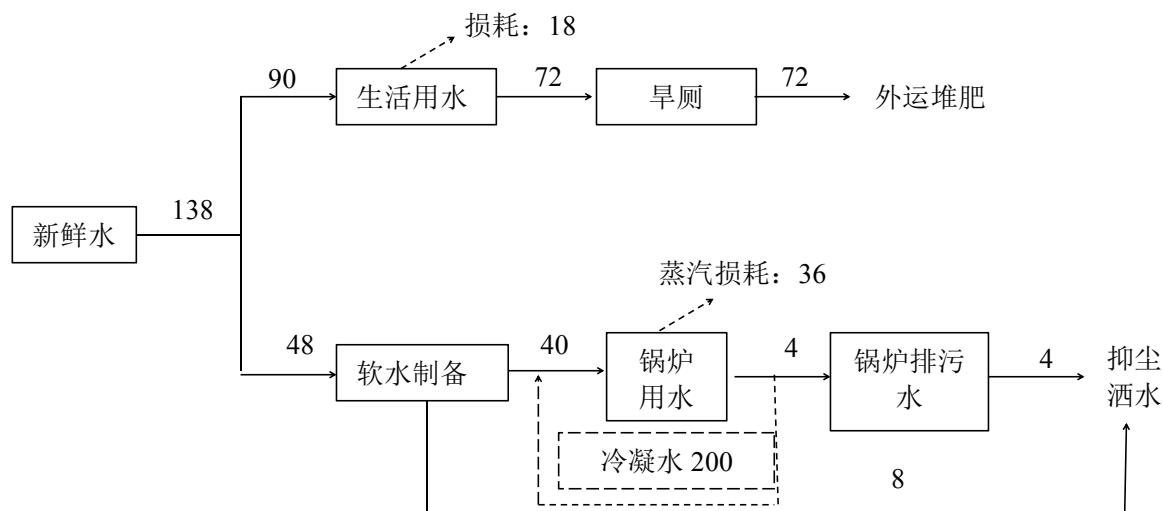 损耗：18
90
生活用水
72
旱厕
72
外运堆肥
138
新鲜水
蒸汽损耗：36
48
软水制备
40
锅炉
用水
4
锅炉排污
水
4
抑尘
洒水
冷凝水 200
8